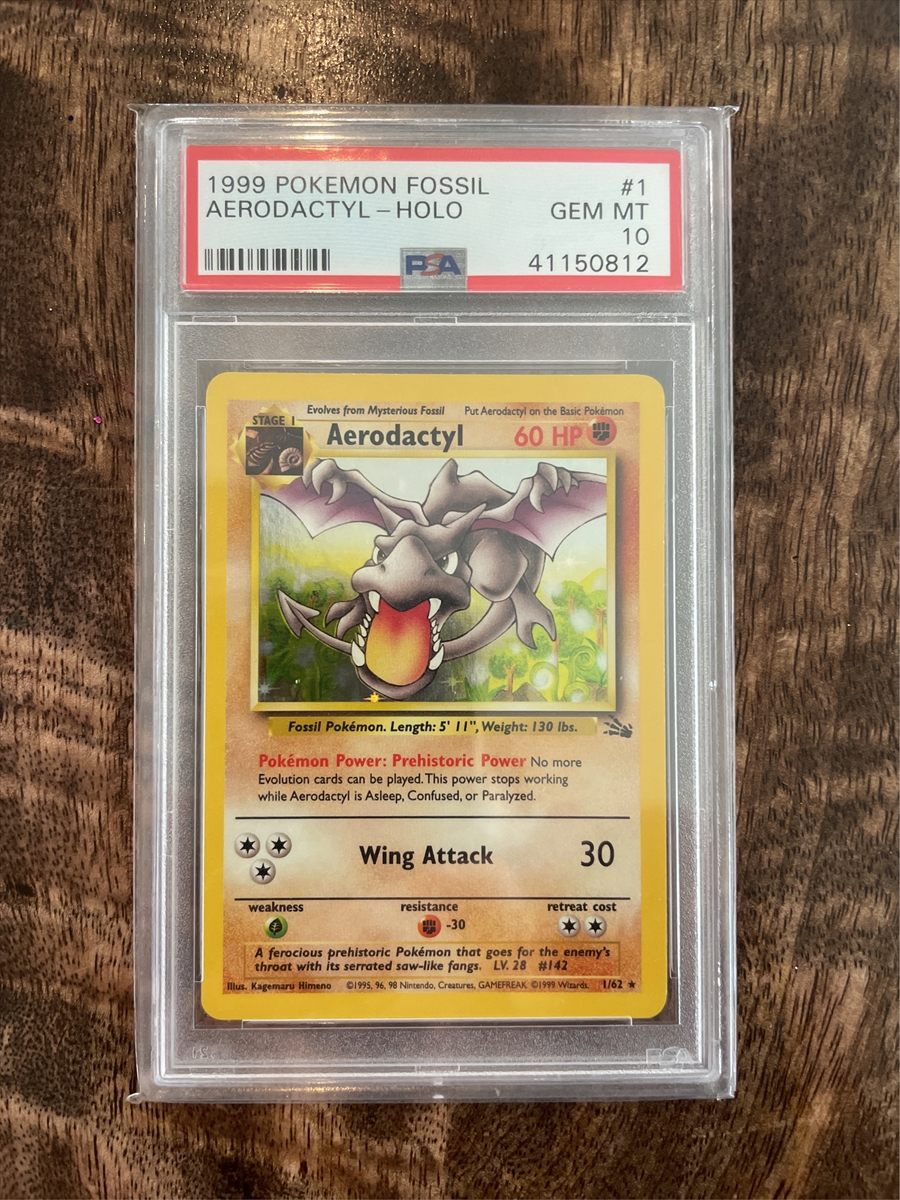 1999 POKEMON FOSSIL #1
AERODACTYL – HOLO GEM MT
10
PSA 41150812
Evolves from Mysterious Fossil Put Aerodactyl on the Basic Pokémon
STAGE 1
Aerodactyl 60 HP
Fossil Pokémon. Length: 5' 11", Weight: 130 lbs.
Pokémon Power: Prehistoric Power No more
Evolution cards can be played. This power stops working
while Aerodactyl is Asleep, Confused, or Paralyzed.
Wing Attack 30
weakness resistance retreat cost
-30
A ferocious prehistoric Pokémon that goes for the enemy's
throat with its serrated saw-like fangs. LV. 28 #142
Illus. Kagemaru Himeno ©1995, 96, 98 Nintendo, Creatures, GAMEFREAK. ©1999 Wizards. 1/62 ★
PSA